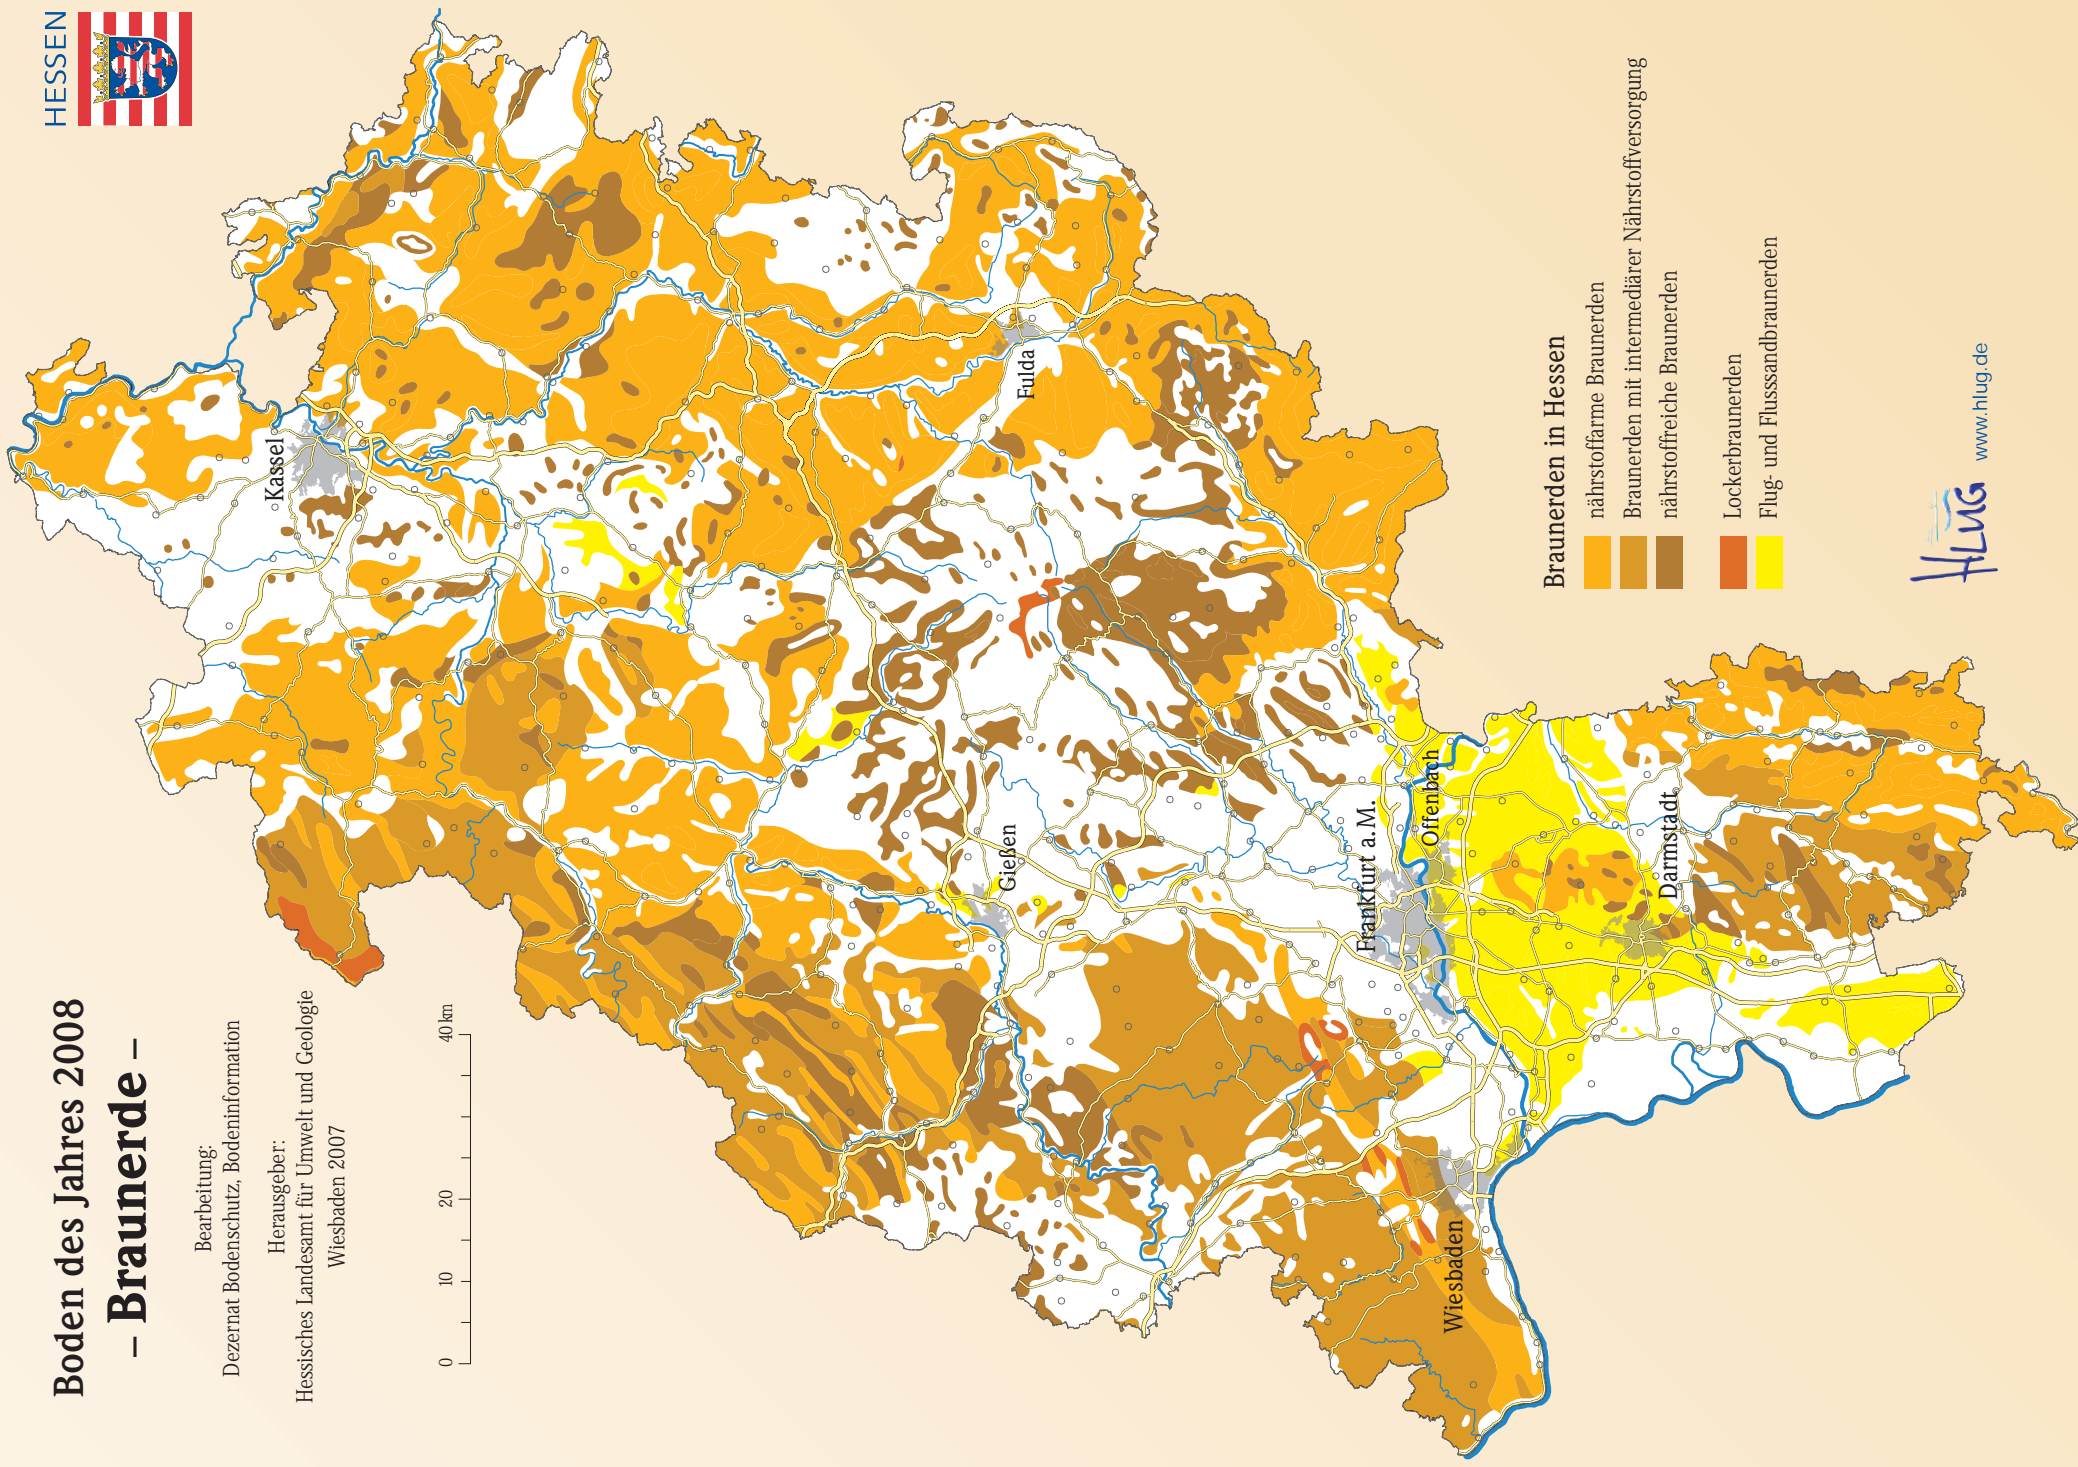 Boden des Jahres 2008
– Braunerde –
Bearbeitung:
Dezernat Bodenschutz, Bodeninformation
Herausgeber:
Hessisches Landesamt für Umwelt und Geologie
Wiesbaden 2007
0 10 20 40 km
HESSEN
Kassel
Fulda
Gießen
Frankfurt a.M.
Offenbach
Wiesbaden
Darmstadt
Braunerden in Hessen
nährstoffarme Braunerden
Braunerden mit intermediärer Nährstoffversorgung
nährstoffreiche Braunerden
Lockerbraunerden
Flug- und Flusssandbraunerden
HLUG www.hlug.de